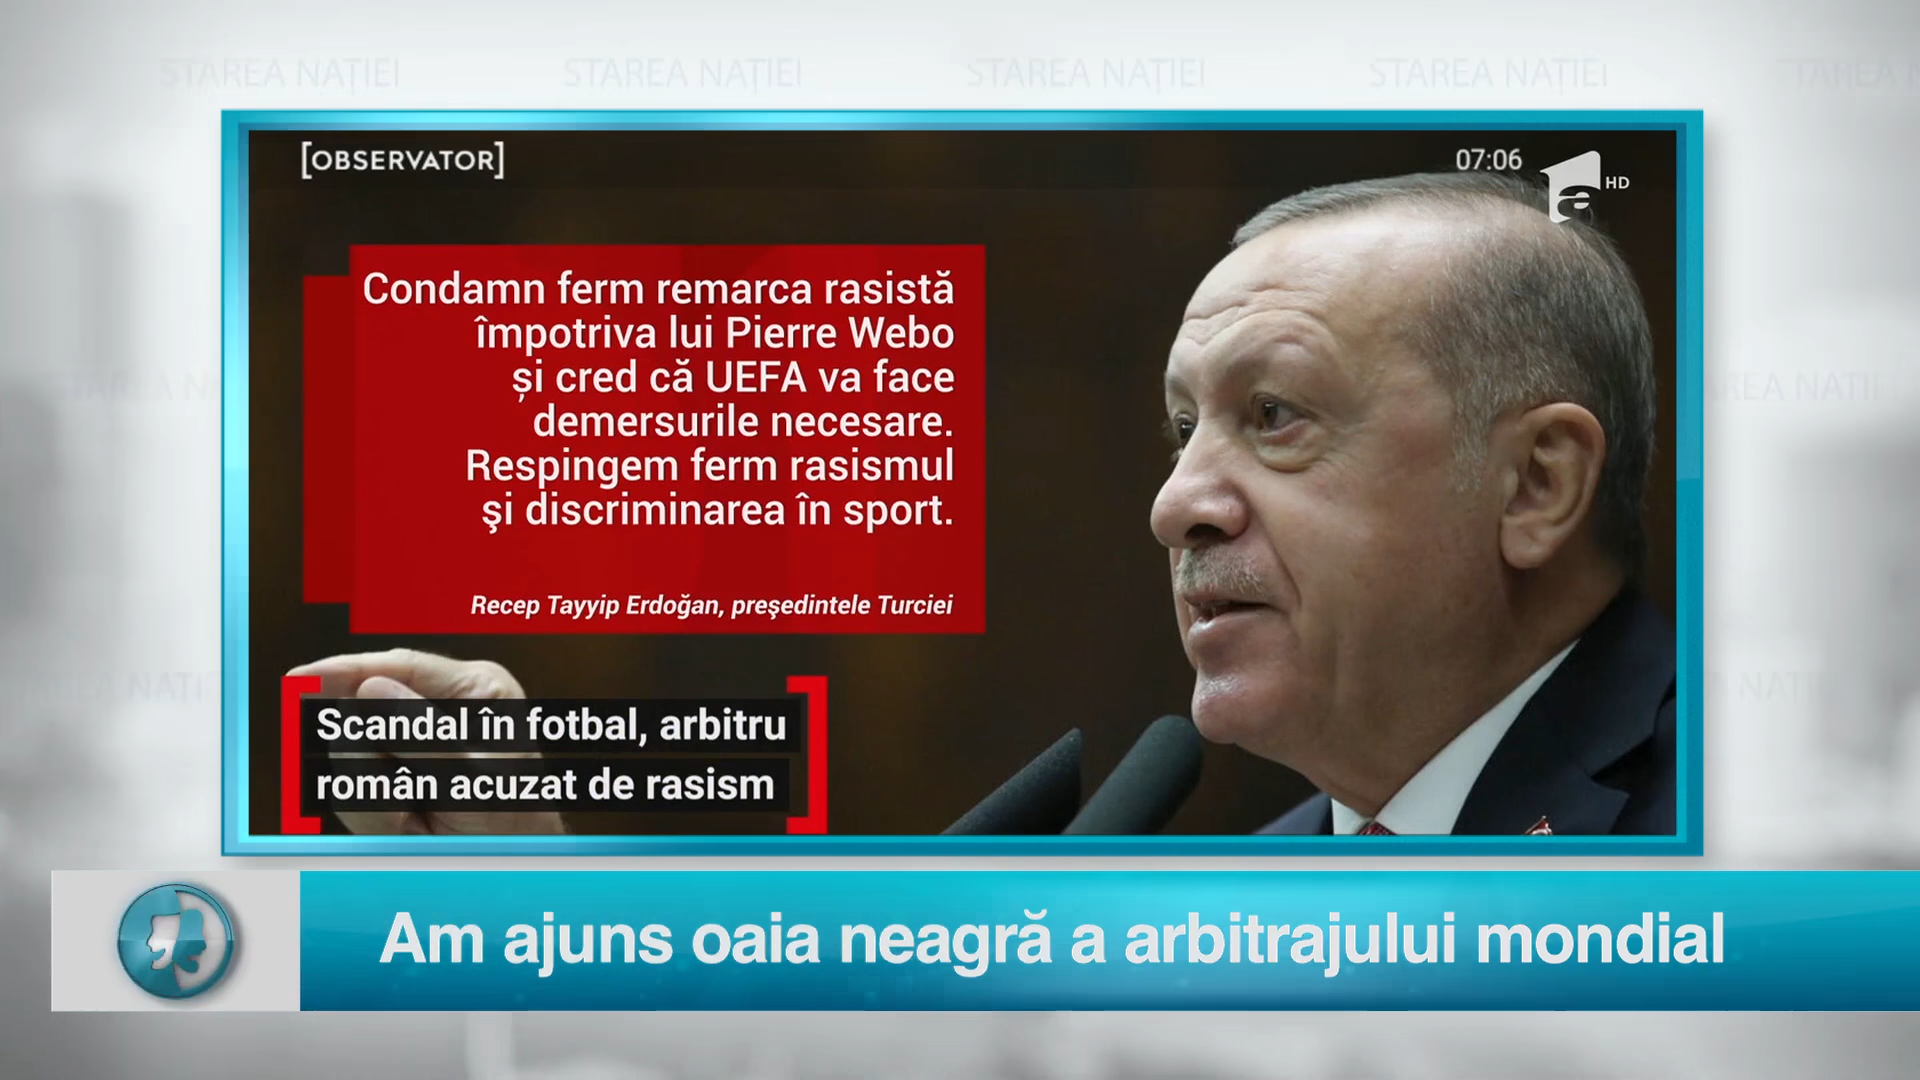 STAREA NAȚIEI STAREA NAȚIEI STAREA NAȚIEI STAREA NAȚIEI
[OBSERVATOR]
07:06
HD
Condamn ferm remarca rasistă
împotriva lui Pierre Webo
și cred că UEFA va face
demersurile necesare.
Respingem ferm rasismul
şi discriminarea în sport.
Recep Tayyip Erdoğan, preşedintele Turciei
Scandal în fotbal, arbitru
român acuzat de rasism
Am ajuns oaia neagră a arbitrajului mondial